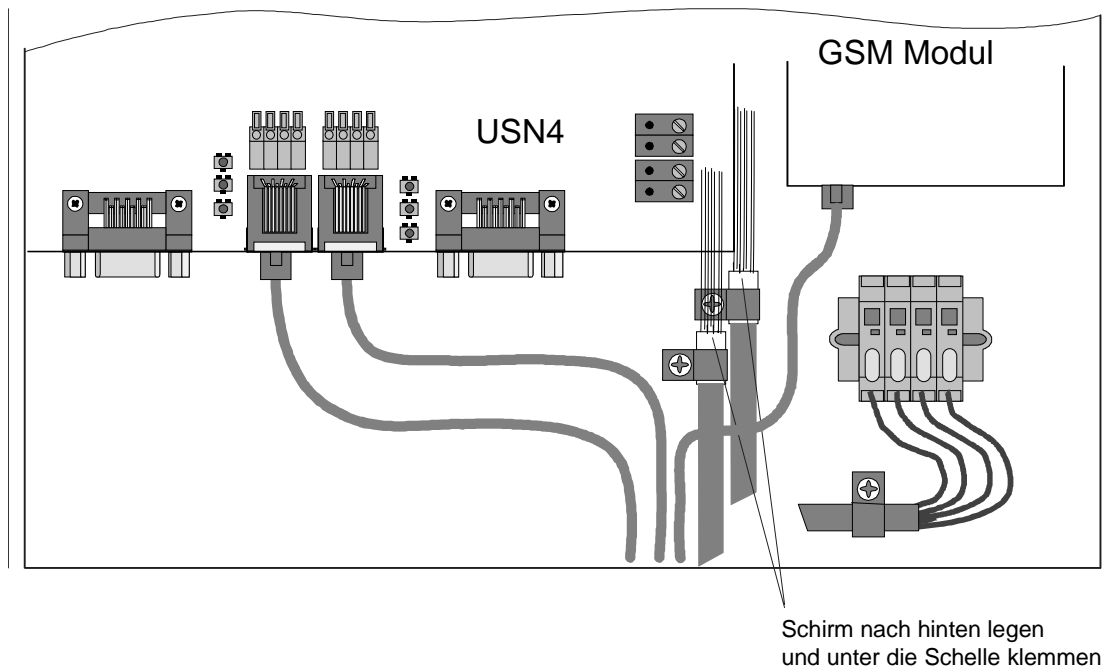 GSM Modul
USN4
Schirm nach hinten legen
und unter die Schelle klemmen